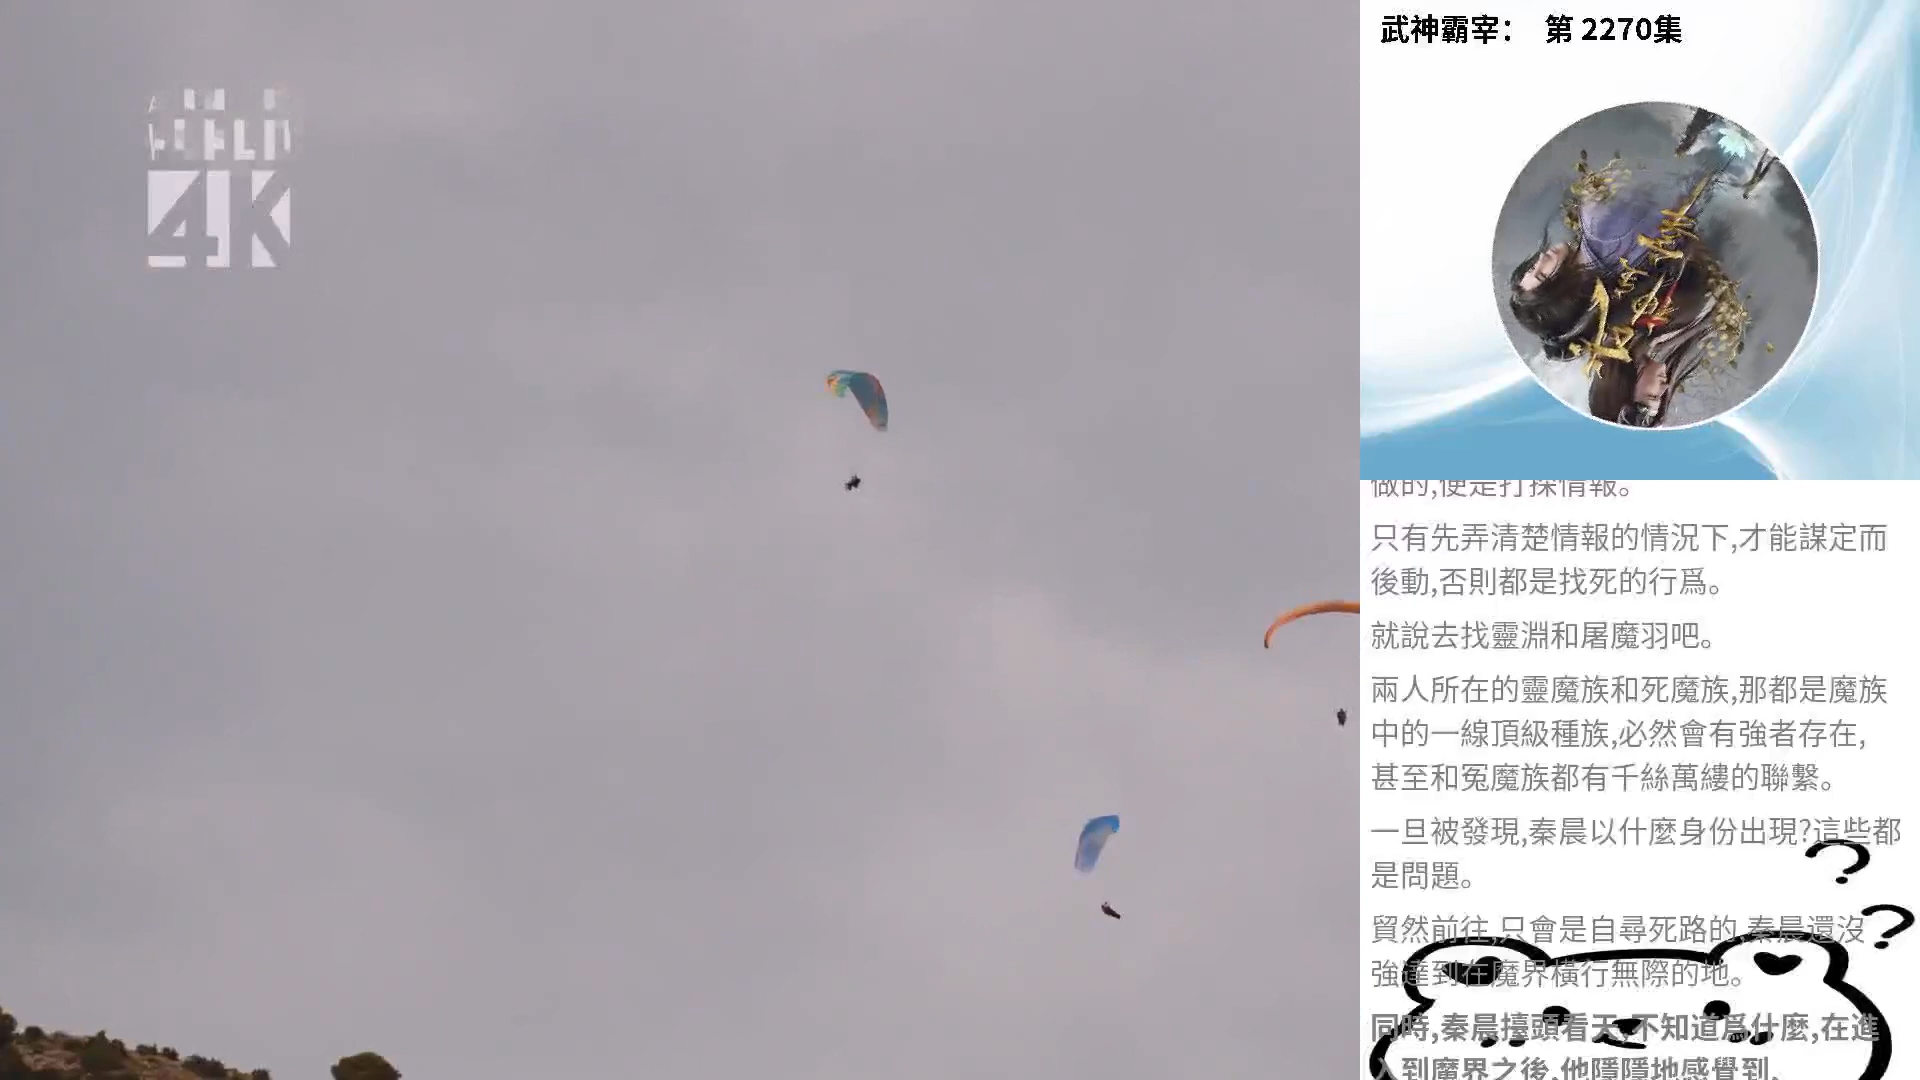 4K
武神霸宰： 第 2270集
做的,便是打探情報。
只有先弄清楚情報的情況下,才能謀定而
後動,否則都是找死的行爲。
就說去找靈淵和屠魔羽吧。
兩人所在的靈魔族和死魔族,那都是魔族
中的一線頂級種族,必然會有強者存在,
甚至和冤魔族都有千絲萬縷的聯繫。
一旦被發現,秦晨以什麼身份出現?這些都
是問題。
貿然前往,只會是自尋死路的,秦晨還沒
強達到在魔界橫行無際的地。
同時,秦晨擡頭看天,不知道爲什麼,在進
入到魔界之後,他隱隱地感覺到、
? ?